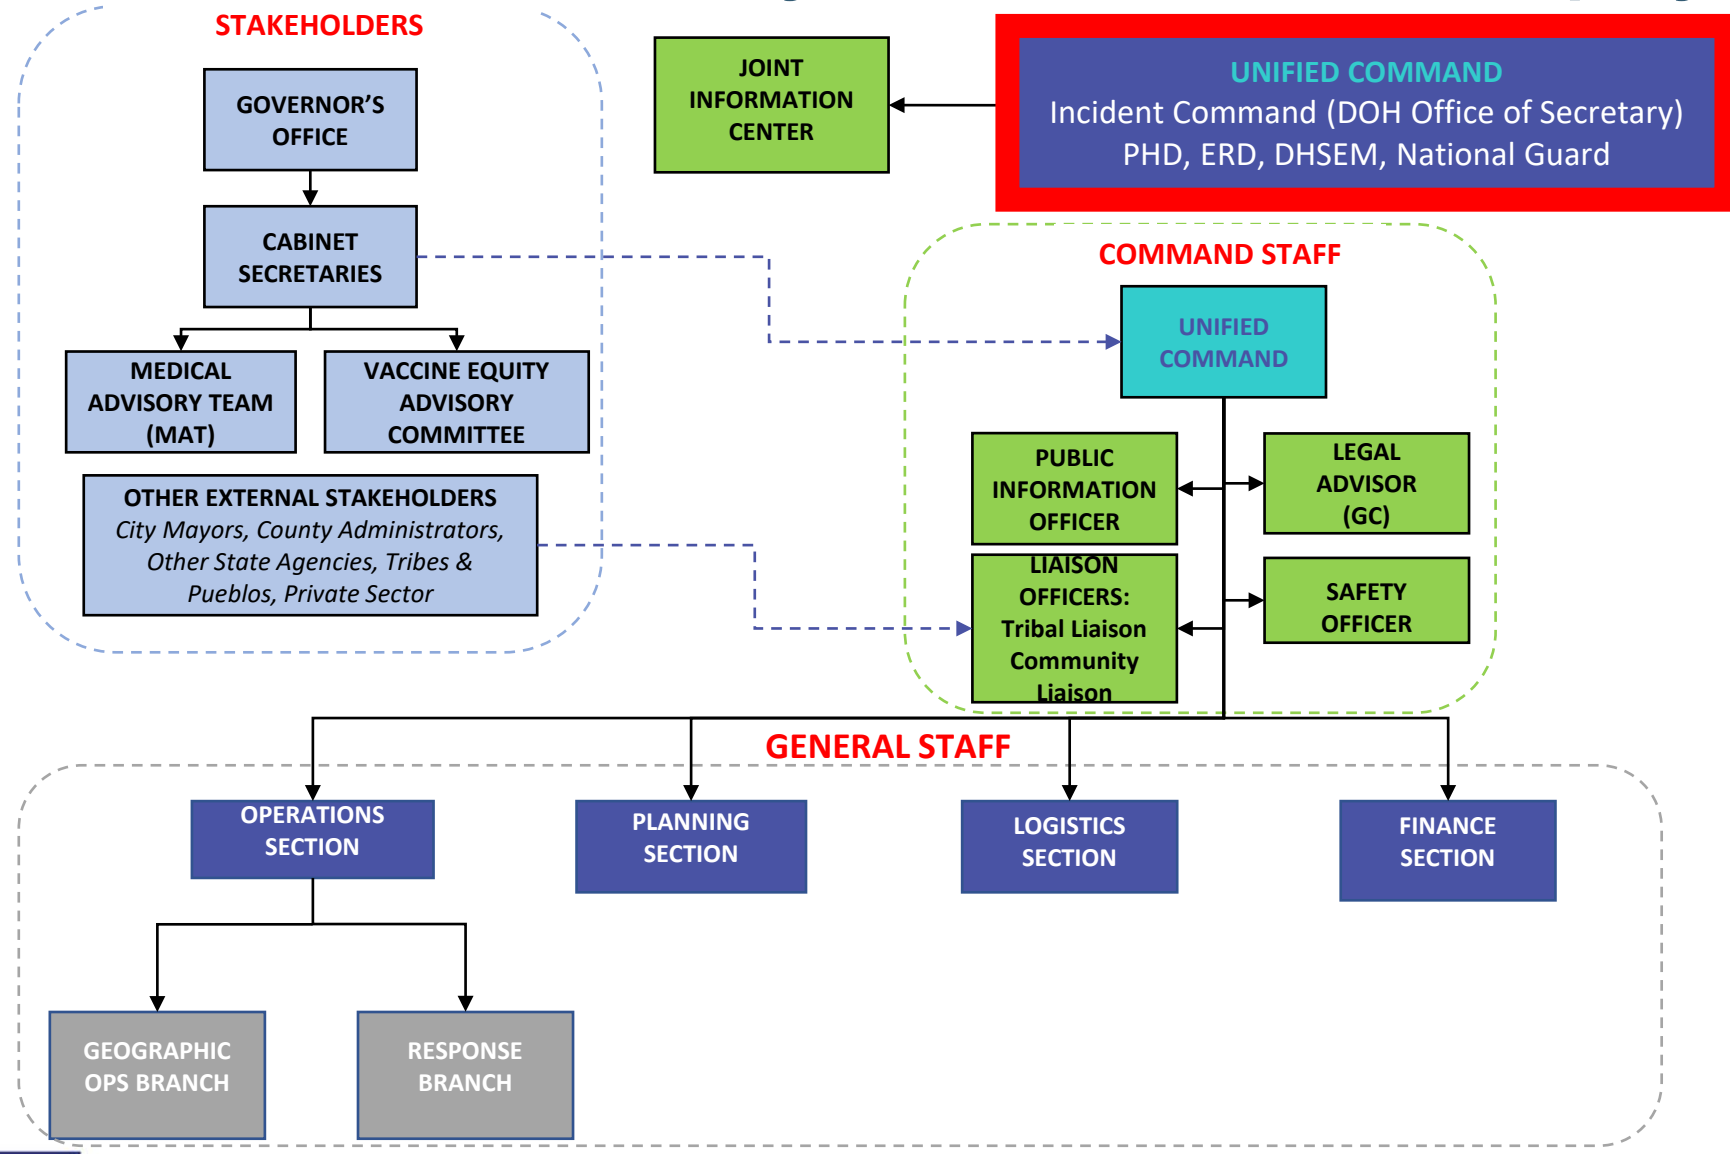 STAKEHOLDERS
GOVERNOR'S
OFFICE
CABINET
SECRETARIES
MEDICAL
ADVISORY TEAM
(MAT)
VACCINE EQUITY
ADVISORY
COMMITTEE
OTHER EXTERNAL STAKEHOLDERS
City Mayors, County Administrators,
Other State Agencies, Tribes &
Pueblos, Private Sector
JOINT
INFORMATION
CENTER
UNIFIED COMMAND
Incident Command (DOH Office of Secretary)
PHD, ERD, DHSEM, National Guard
COMMAND STAFF
UNIFIED
COMMAND
PUBLIC
INFORMATION
OFFICER
LEGAL
ADVISOR
(GC)
LIAISON
OFFICERS:
Tribal Liaison
Community
Liaison
SAFETY
OFFICER
GENERAL STAFF
OPERATIONS
SECTION
PLANNING
SECTION
LOGISTICS
SECTION
FINANCE
SECTION
GEOGRAPHIC
OPS BRANCH
RESPONSE
BRANCH